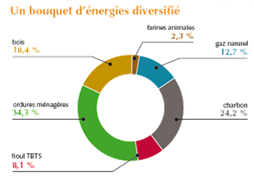 Un bouquet d'énergies diversifié
farines animales
2,3 %
bois
18,4 %
gaz naturel
12,7 %
ordures ménagères
34,3 %
charbon
24,2 %
fioul TBTS
8,1 %